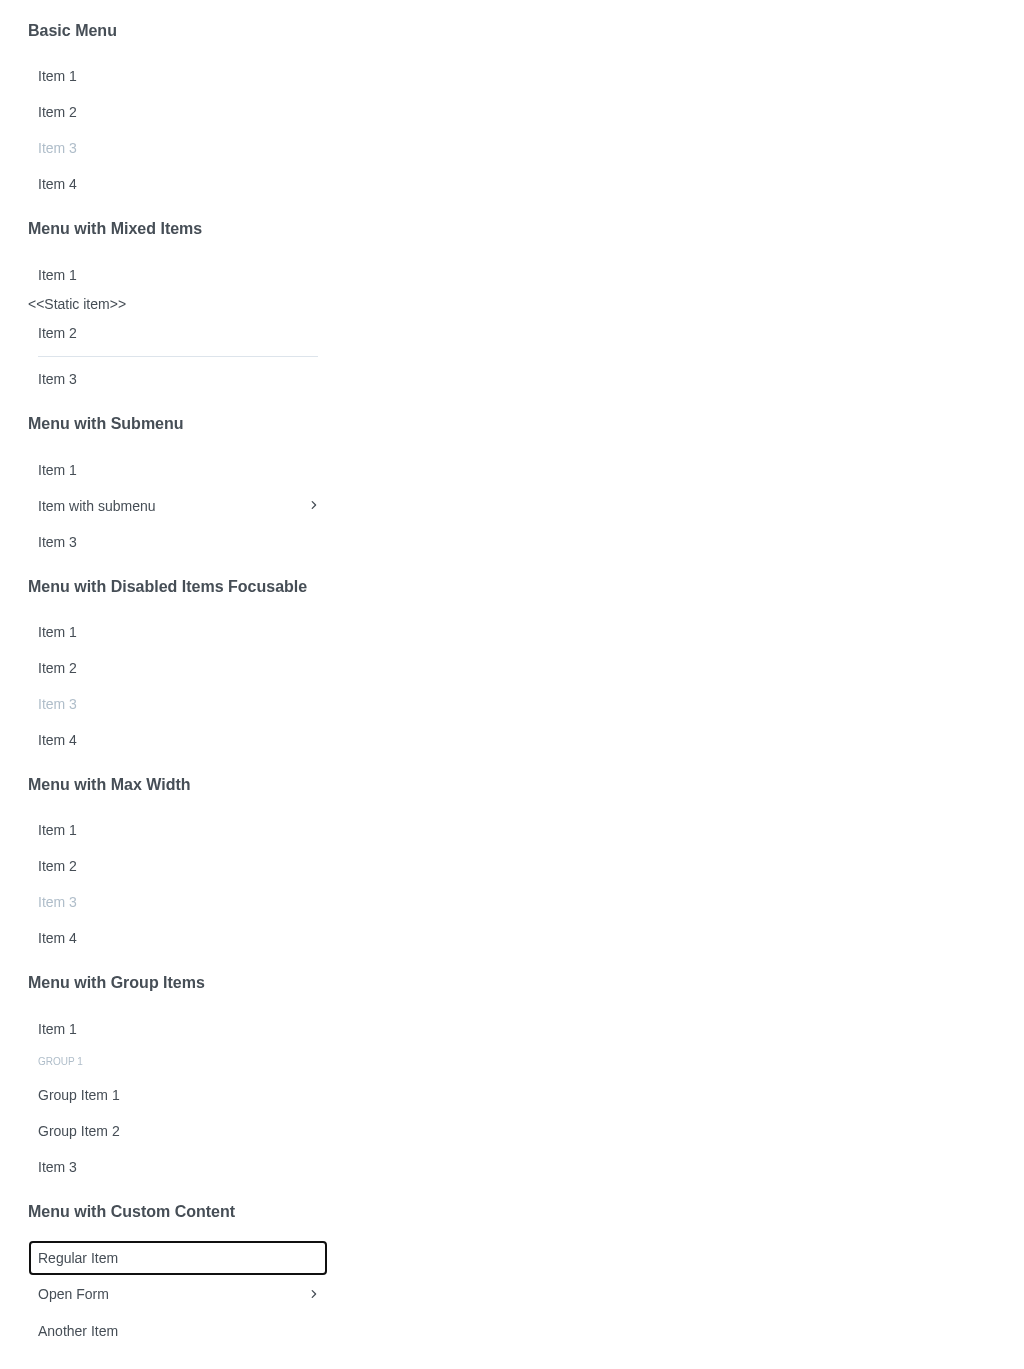 Basic Menu
Item 1
Item 2
Item 3
Item 4
Menu with Mixed Items
Item 1
<<Static item>>
Item 2
Item 3
Menu with Submenu
Item 1
Item with submenu
Item 3
Menu with Disabled Items Focusable
Item 1
Item 2
Item 3
Item 4
Menu with Max Width
Item 1
Item 2
Item 3
Item 4
Menu with Group Items
Item 1
GROUP 1
Group Item 1
Group Item 2
Item 3
Menu with Custom Content
Regular Item
Open Form
Another Item